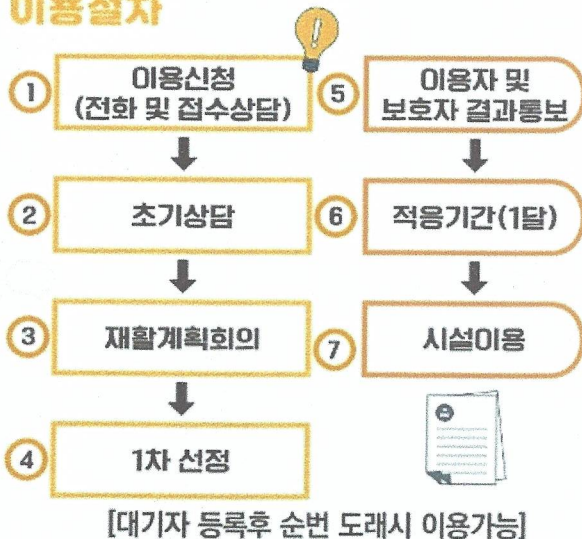 이용절차
1 이용신청
(전화 및 접수상담)
2 초기상담
3 재활계획회의
4 1차 선정
5 이용자 및
보호자 결과통보
6 적응기간(1달)
7 시설이용
[대기자 등록후 순번 도래시 이용가능]